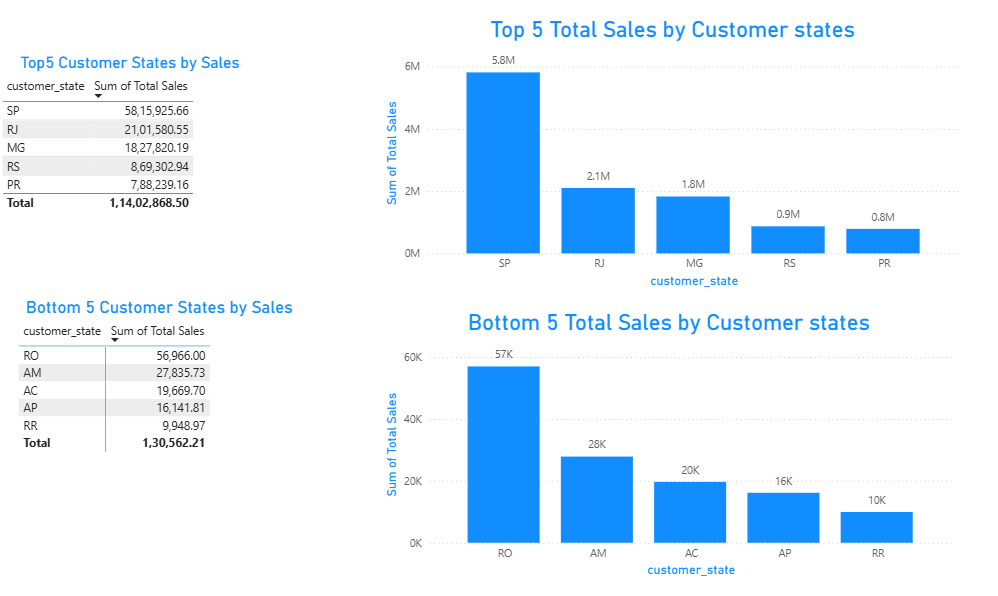 Top5 Customer States by Sales
customer_state Sum of Total Sales
SP 58,15,925.66
RJ 21,01,580.55
MG 18,27,820.19
RS 8,69,302.94
PR 7,88,239.16
Total 1,14,02,868.50
Top 5 Total Sales by Customer states
Sum of Total Sales
6M
4M
2M
0M
5.8M
2.1M
1.8M
0.9M
0.8M
SP RJ MG RS PR
customer_state
Bottom 5 Customer States by Sales
customer_state Sum of Total Sales
RO 56,966.00
AM 27,835.73
AC 19,669.70
AP 16,141.81
RR 9,948.97
Total 1,30,562.21
Bottom 5 Total Sales by Customer states
Sum of Total Sales
60K
40K
20K
0K
57K
28K
20K
16K
10K
RO AM AC AP RR
customer_state